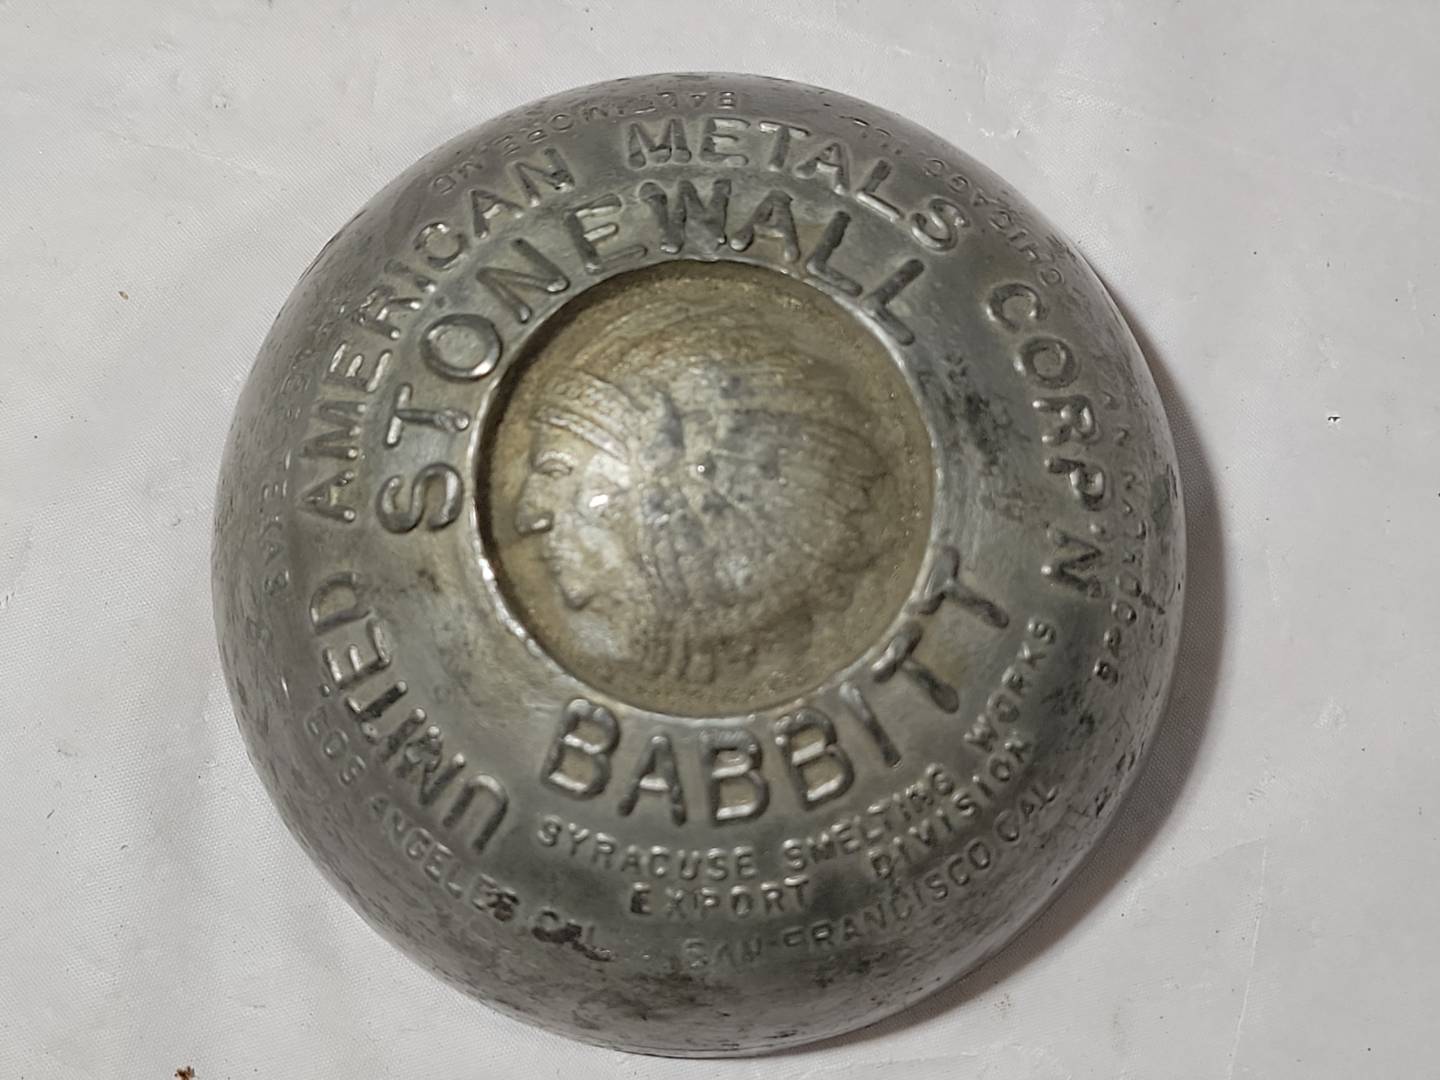 UNITED AMERICAN METALS CORP'N
STONEWALL
BABBITT
SYRACUSE SMELTING WORKS
EXPORT DIVISION
LOS ANGELES CAL.
SAN FRANCISCO CAL
CHICAGO ILL
BALTIMORE MD